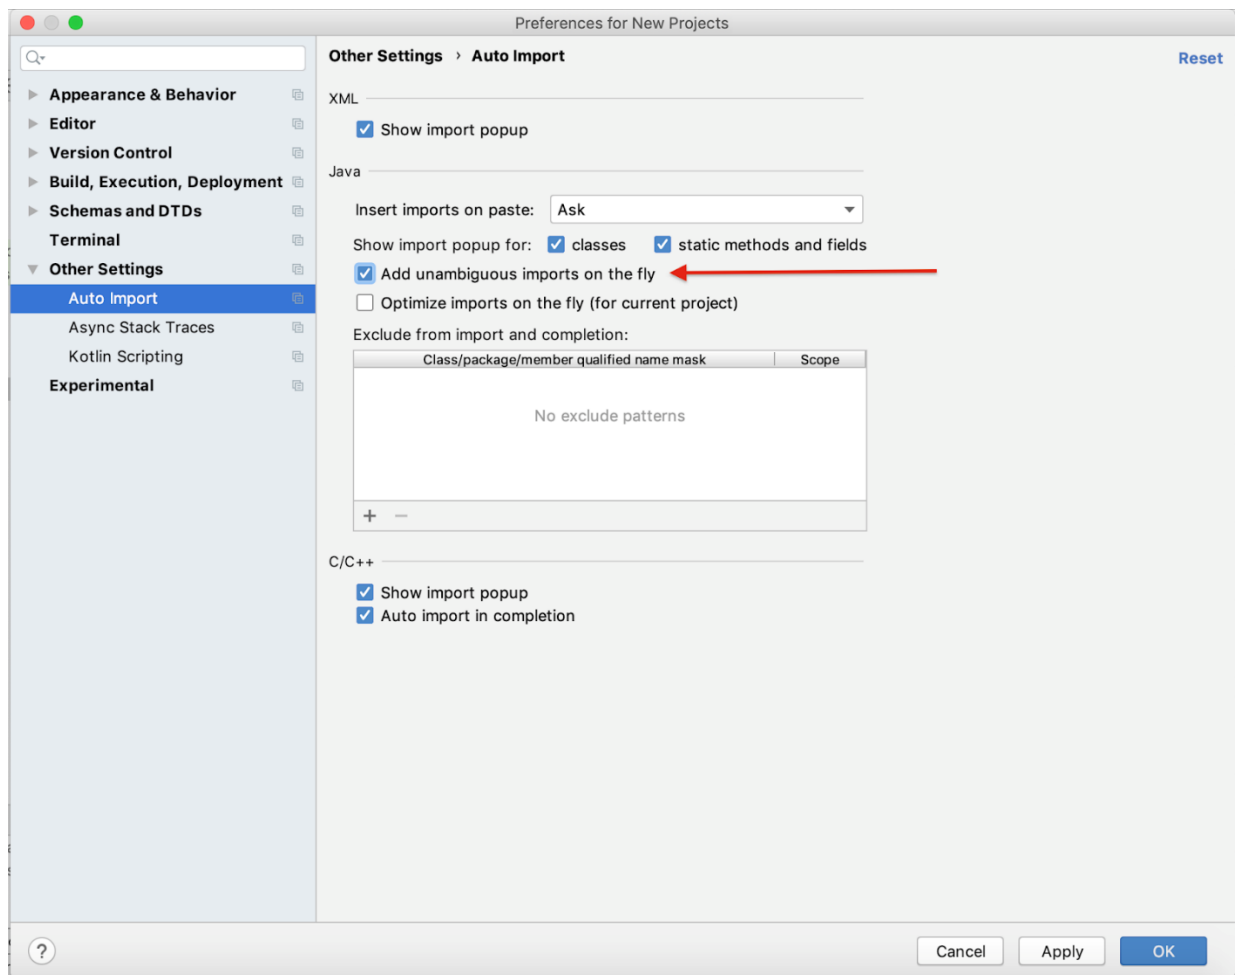 Preferences for New Projects
Appearance & Behavior
Editor
Version Control
Build, Execution, Deployment
Schemas and DTDs
Terminal
Other Settings
Auto Import
Async Stack Traces
Kotlin Scripting
Experimental
Other Settings › Auto Import
Reset
XML
Show import popup
Java
Insert imports on paste: Ask
Show import popup for: classes static methods and fields
Add unambiguous imports on the fly
Optimize imports on the fly (for current project)
Exclude from import and completion:
Class/package/member qualified name mask Scope
No exclude patterns
+ −
C/C++
Show import popup
Auto import in completion
? Cancel Apply OK